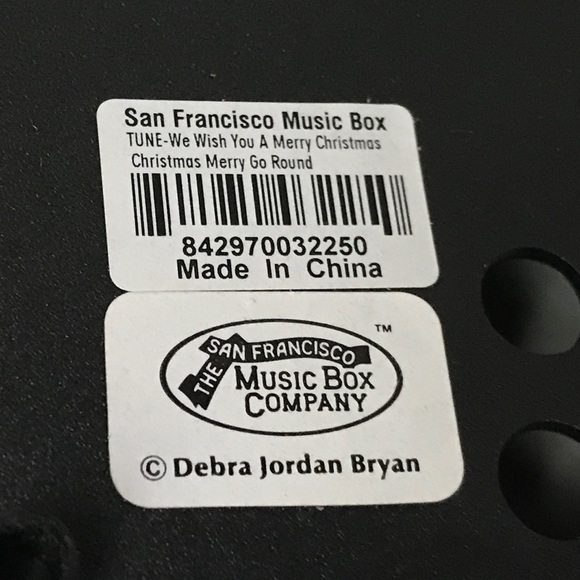 San Francisco Music Box
TUNE-We Wish You A Merry Christmas
Christmas Merry Go Round
842970032250
Made In China
TM
THE SAN FRANCISCO
MUSIC BOX
COMPANY
© Debra Jordan Bryan